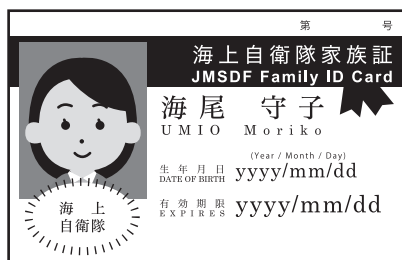 第 号
海上自衛隊家族証
JMSDF Family ID Card
海尾 守子
UMIO Moriko
(Year / Month / Day)
生年月日 yyyy/mm/dd
DATE OF BIRTH
有効期限 yyyy/mm/dd
EXPIRES
海上
自衛隊